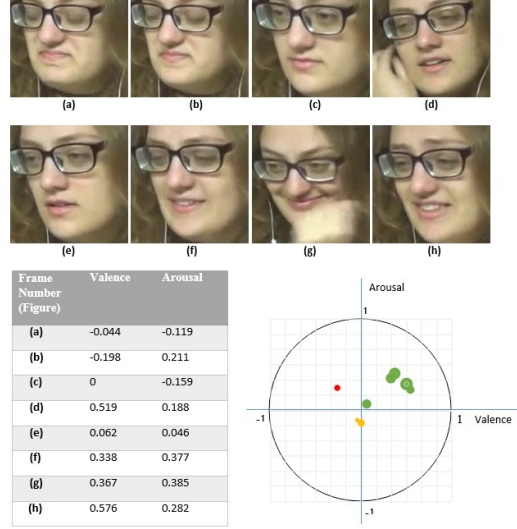 (a) (b) (c) (d)
(e) (f) (g) (h)
Frame Number (Figure) Valence Arousal
(a) -0.044 -0.119
(b) -0.198 0.211
(c) 0 -0.159
(d) 0.519 0.188
(e) 0.062 0.046
(f) 0.338 0.377
(g) 0.367 0.385
(h) 0.576 0.282
Arousal
1
-1
1 Valence
-1